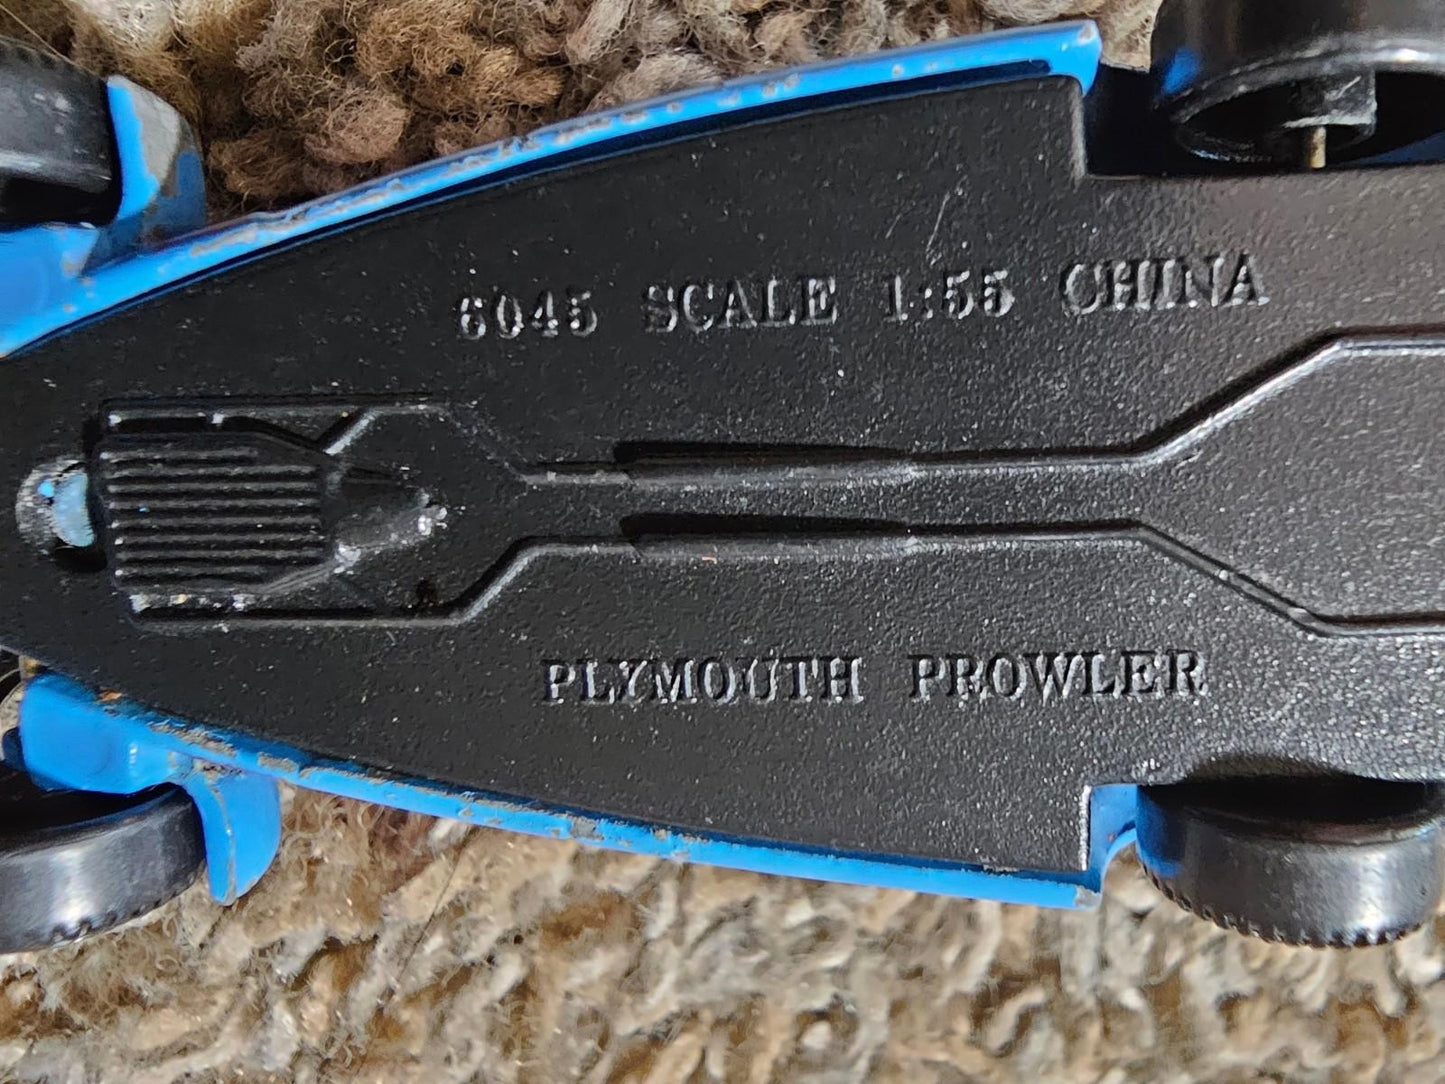 6045 SCALE 1:55 CHINA
PLYMOUTH PROWLER